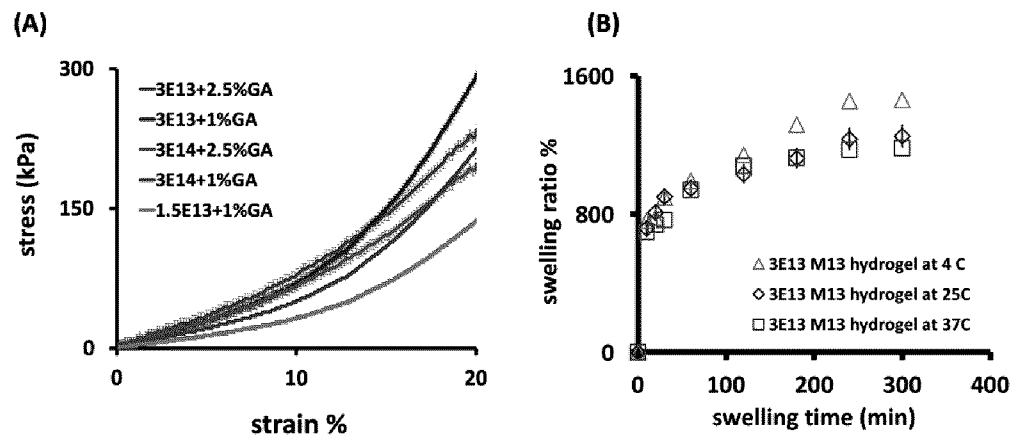 (A)
300
150
0
0
10
20
stress (kPa)
strain %
3E13+2.5%GA
3E13+1%GA
3E14+2.5%GA
3E14+1%GA
1.5E13+1%GA
(B)
1600
800
0
0
100
200
300
400
swelling ratio %
swelling time (min)
3E13 M13 hydrogel at 4 C
3E13 M13 hydrogel at 25C
3E13 M13 hydrogel at 37C